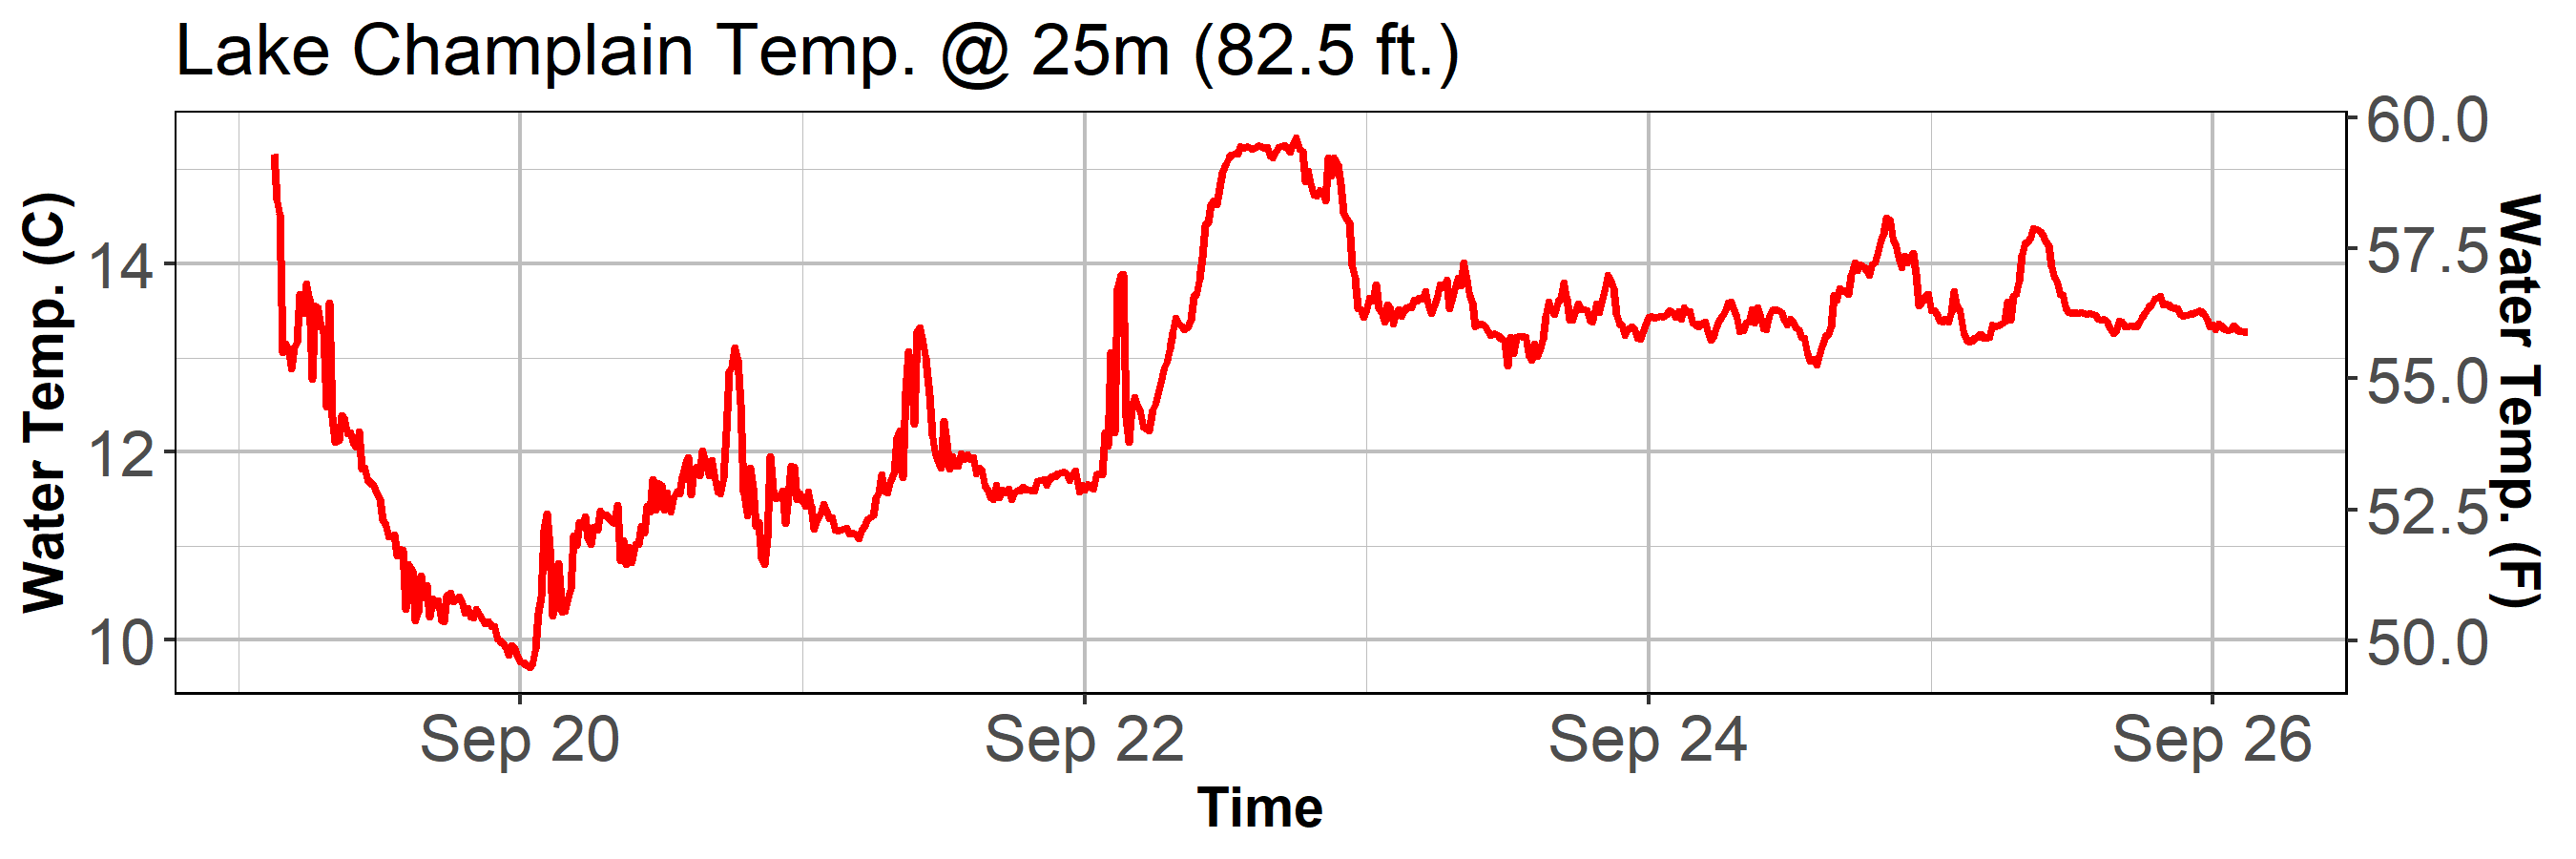 Lake Champlain Temp. @ 25m (82.5 ft.)
Water Temp. (C)
14
12
10
60.0
57.5
55.0
52.5
50.0
Water Temp. (F)
Sep 20
Sep 22
Sep 24
Sep 26
Time